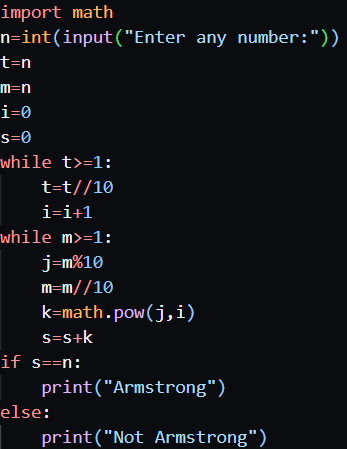 import math
n=int(input("Enter any number:"))
t=n
m=n
i=0
s=0
while t>=1:
    t=t//10
    i=i+1
while m>=1:
    j=m%10
    m=m//10
    k=math.pow(j,i)
    s=s+k
if s==n:
    print("Armstrong")
else:
    print("Not Armstrong")